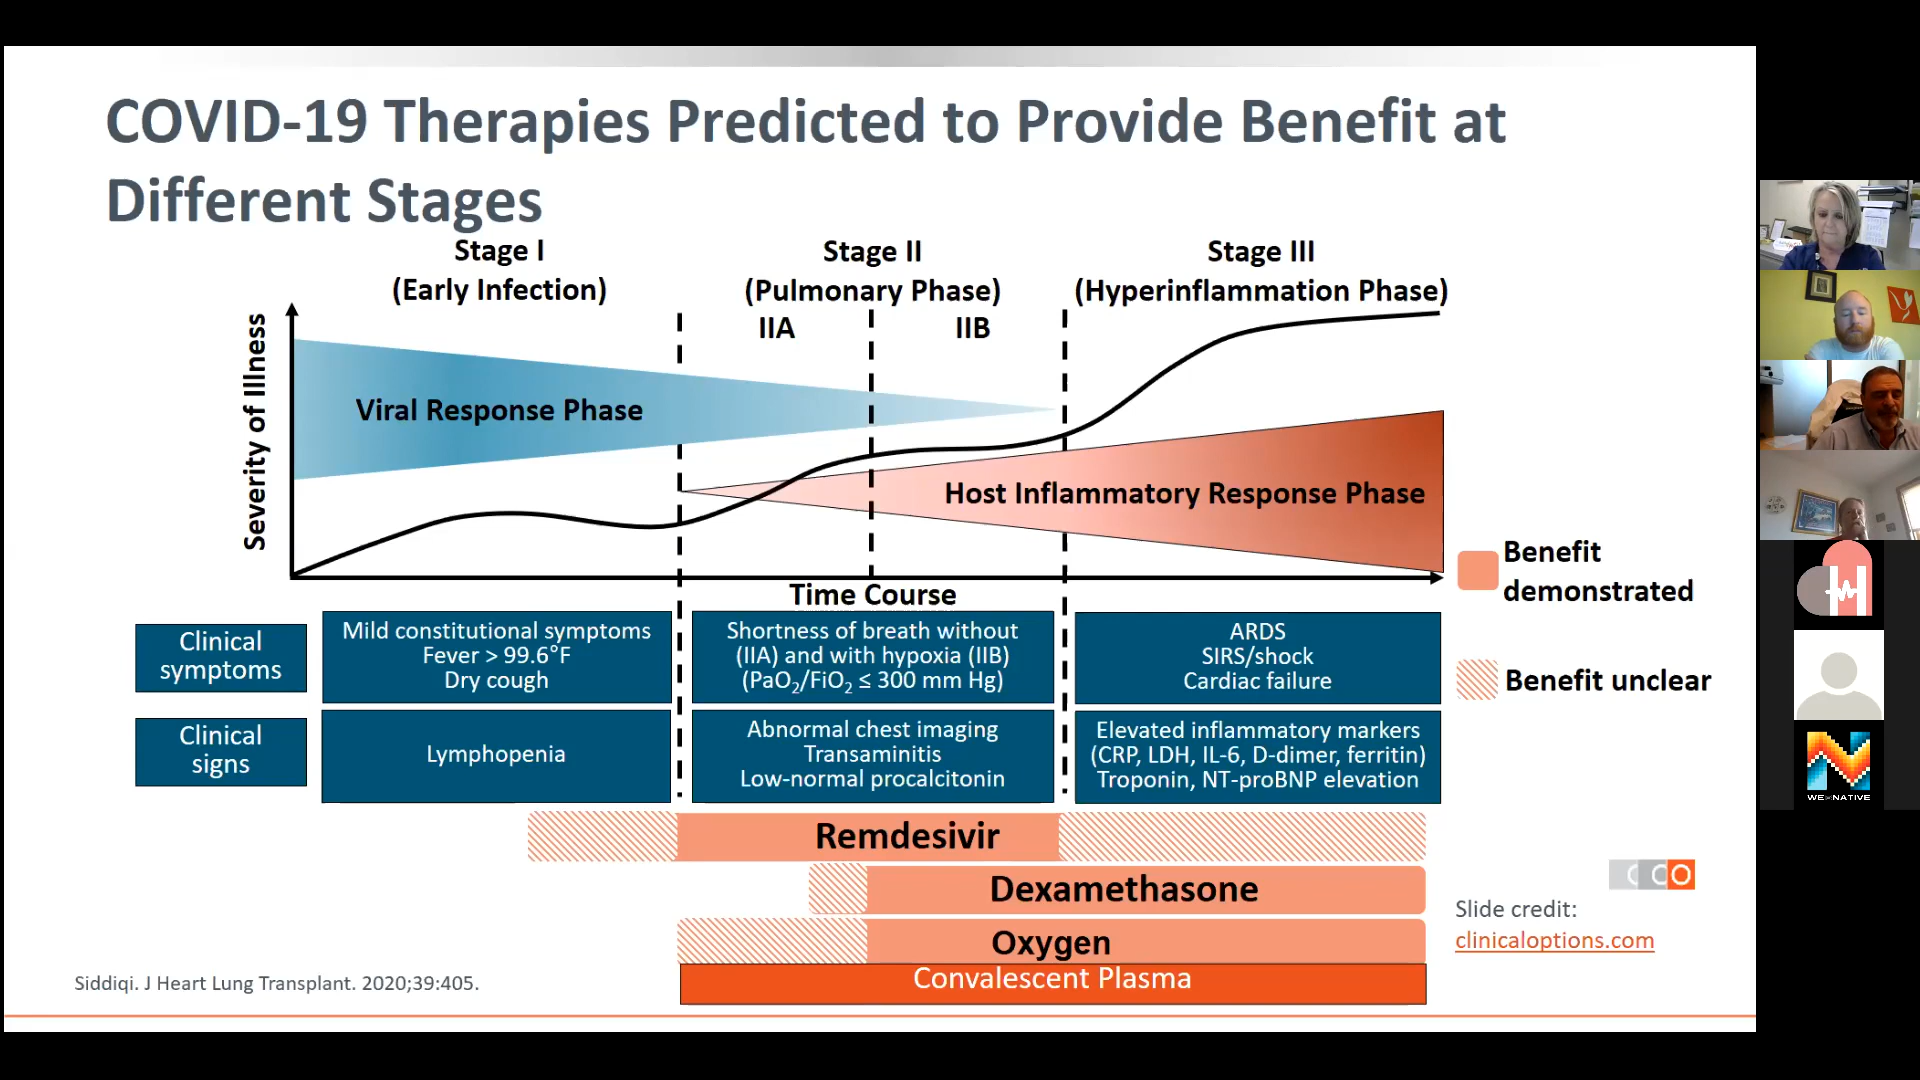 COVID-19 Therapies Predicted to Provide Benefit at
Different Stages
Stage I
(Early Infection)
Stage II
(Pulmonary Phase)
IIA
IIB
Stage III
(Hyperinflammation Phase)
Severity of Illness
Viral Response Phase
Host Inflammatory Response Phase
Time Course
Benefit
demonstrated
Benefit unclear
Clinical
symptoms
Mild constitutional symptoms
Fever > 99.6°F
Dry cough
Shortness of breath without
(IIA) and with hypoxia (IIB)
(PaO₂/FiO₂ ≤ 300 mm Hg)
ARDS
SIRS/shock
Cardiac failure
Clinical
signs
Lymphopenia
Abnormal chest imaging
Transaminitis
Low-normal procalcitonin
Elevated inflammatory markers
(CRP, LDH, IL-6, D-dimer, ferritin)
Troponin, NT-proBNP elevation
Remdesivir
Dexamethasone
Oxygen
Convalescent Plasma
CCO
Slide credit:
clinicaloptions.com
Siddiqi. J Heart Lung Transplant. 2020;39:405.
H
N